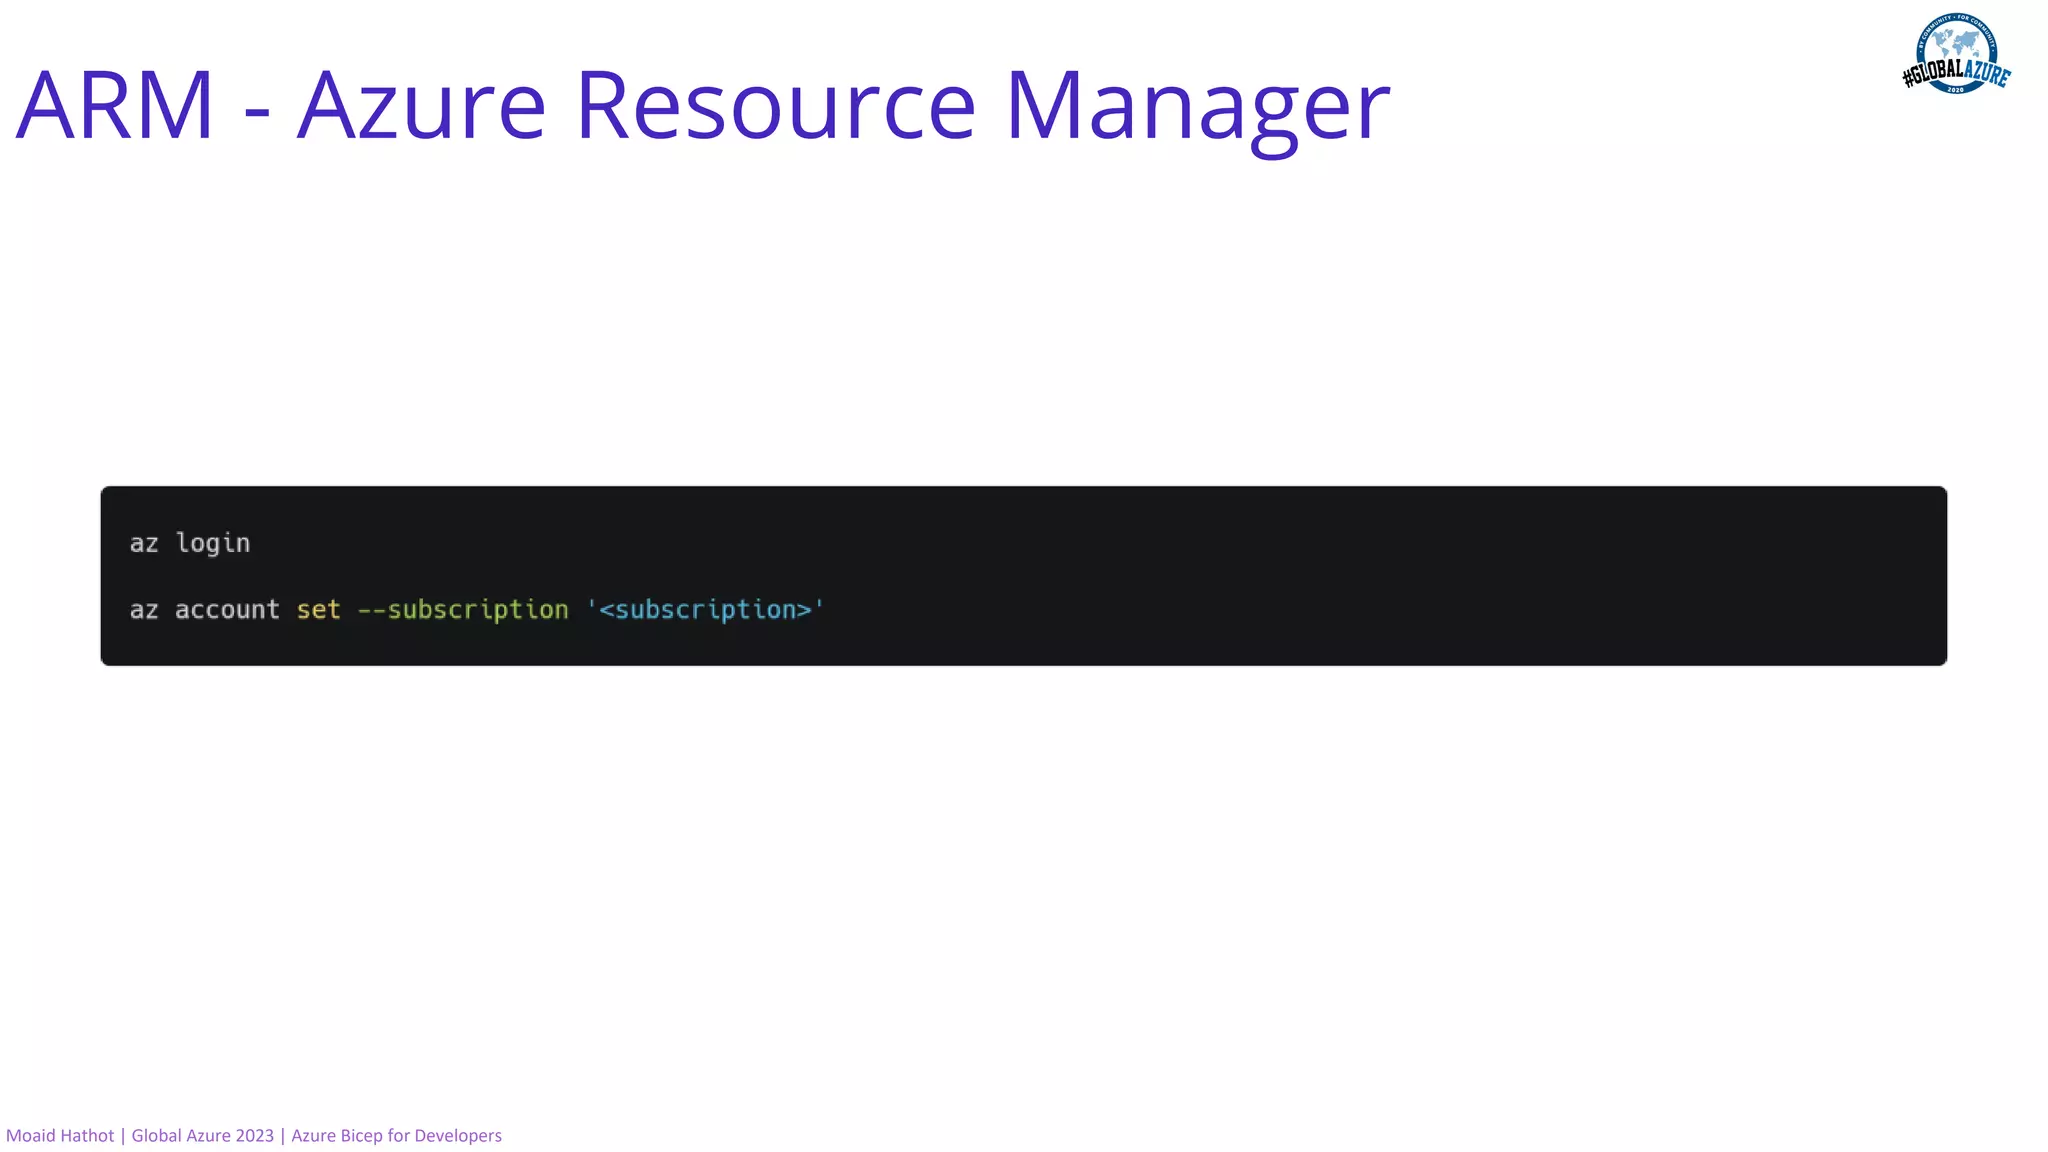 ARM - Azure Resource Manager
• BY COMMUNITY • FOR COMMUNITY •
#GLOBALAZURE
2020
az login
az account set --subscription '<subscription>'
Moaid Hathot | Global Azure 2023 | Azure Bicep for Developers